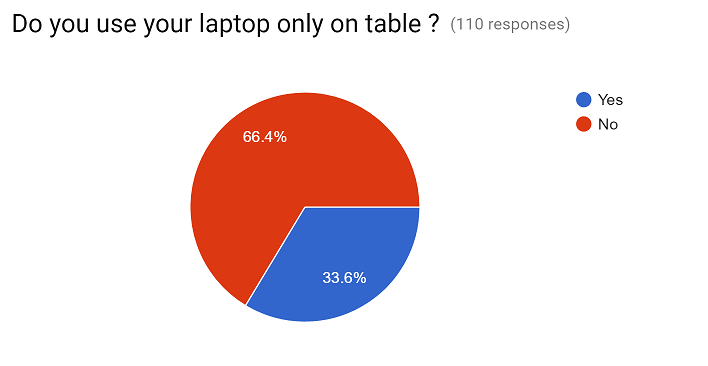 Do you use your laptop only on table ? (110 responses)
Yes
No
66.4%
33.6%